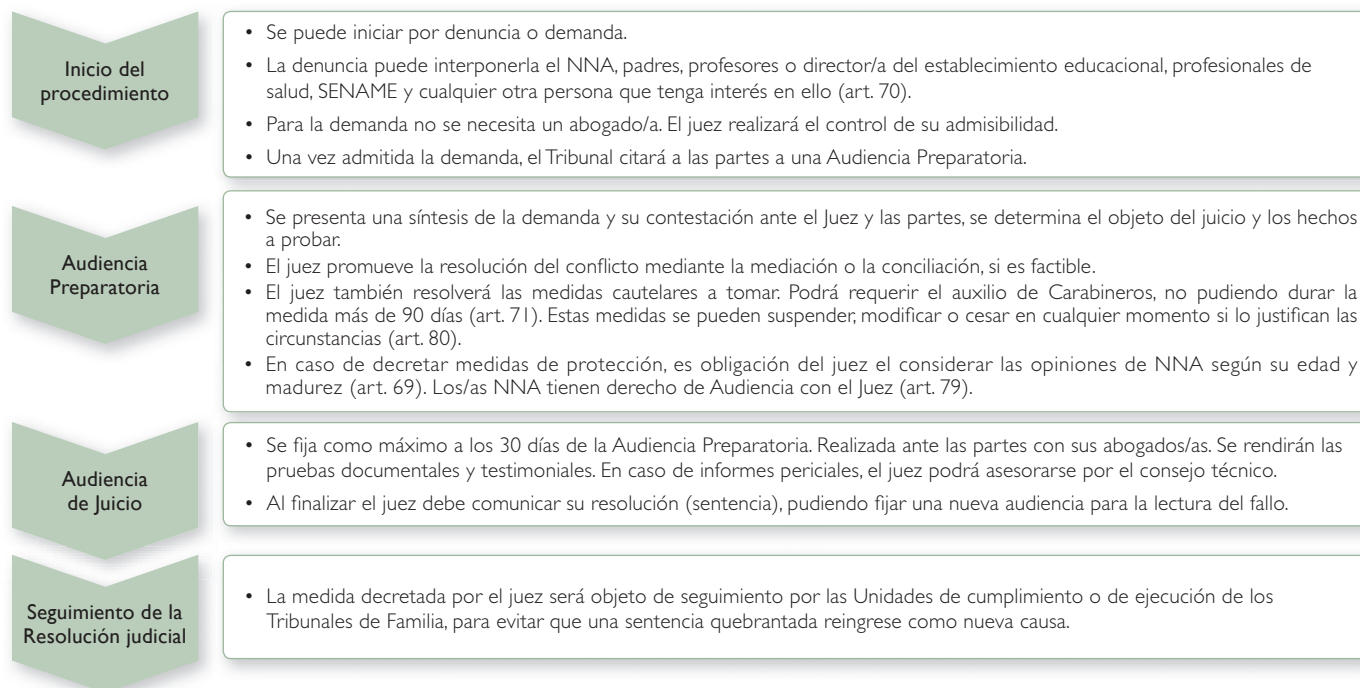 Inicio del
procedimiento
• Se puede iniciar por denuncia o demanda.
• La denuncia puede interponerla el NNA, padres, profesores o director/a del establecimiento educacional, profesionales de
salud, SENAME y cualquier otra persona que tenga interés en ello (art. 70).
• Para la demanda no se necesita un abogado/a. El juez realizará el control de su admisibilidad.
• Una vez admitida la demanda, el Tribunal citará a las partes a una Audiencia Preparatoria.
Audiencia
Preparatoria
• Se presenta una síntesis de la demanda y su contestación ante el Juez y las partes, se determina el objeto del juicio y los hechos
a probar.
• El juez promueve la resolución del conflicto mediante la mediación o la conciliación, si es factible.
• El juez también resolverá las medidas cautelares a tomar. Podrá requerir el auxilio de Carabineros, no pudiendo durar la
medida más de 90 días (art. 71). Estas medidas se pueden suspender, modificar o cesar en cualquier momento si lo justifican las
circunstancias (art. 80).
• En caso de decretar medidas de protección, es obligación del juez el considerar las opiniones de NNA según su edad y
madurez (art. 69). Los/as NNA tienen derecho de Audiencia con el Juez (art. 79).
Audiencia
de Juicio
• Se fija como máximo a los 30 días de la Audiencia Preparatoria. Realizada ante las partes con sus abogados/as. Se rendirán las
pruebas documentales y testimoniales. En caso de informes periciales, el juez podrá asesorarse por el consejo técnico.
• Al finalizar el juez debe comunicar su resolución (sentencia), pudiendo fijar una nueva audiencia para la lectura del fallo.
Seguimiento de la
Resolución judicial
• La medida decretada por el juez será objeto de seguimiento por las Unidades de cumplimiento o de ejecución de los
Tribunales de Familia, para evitar que una sentencia quebrantada reingrese como nueva causa.